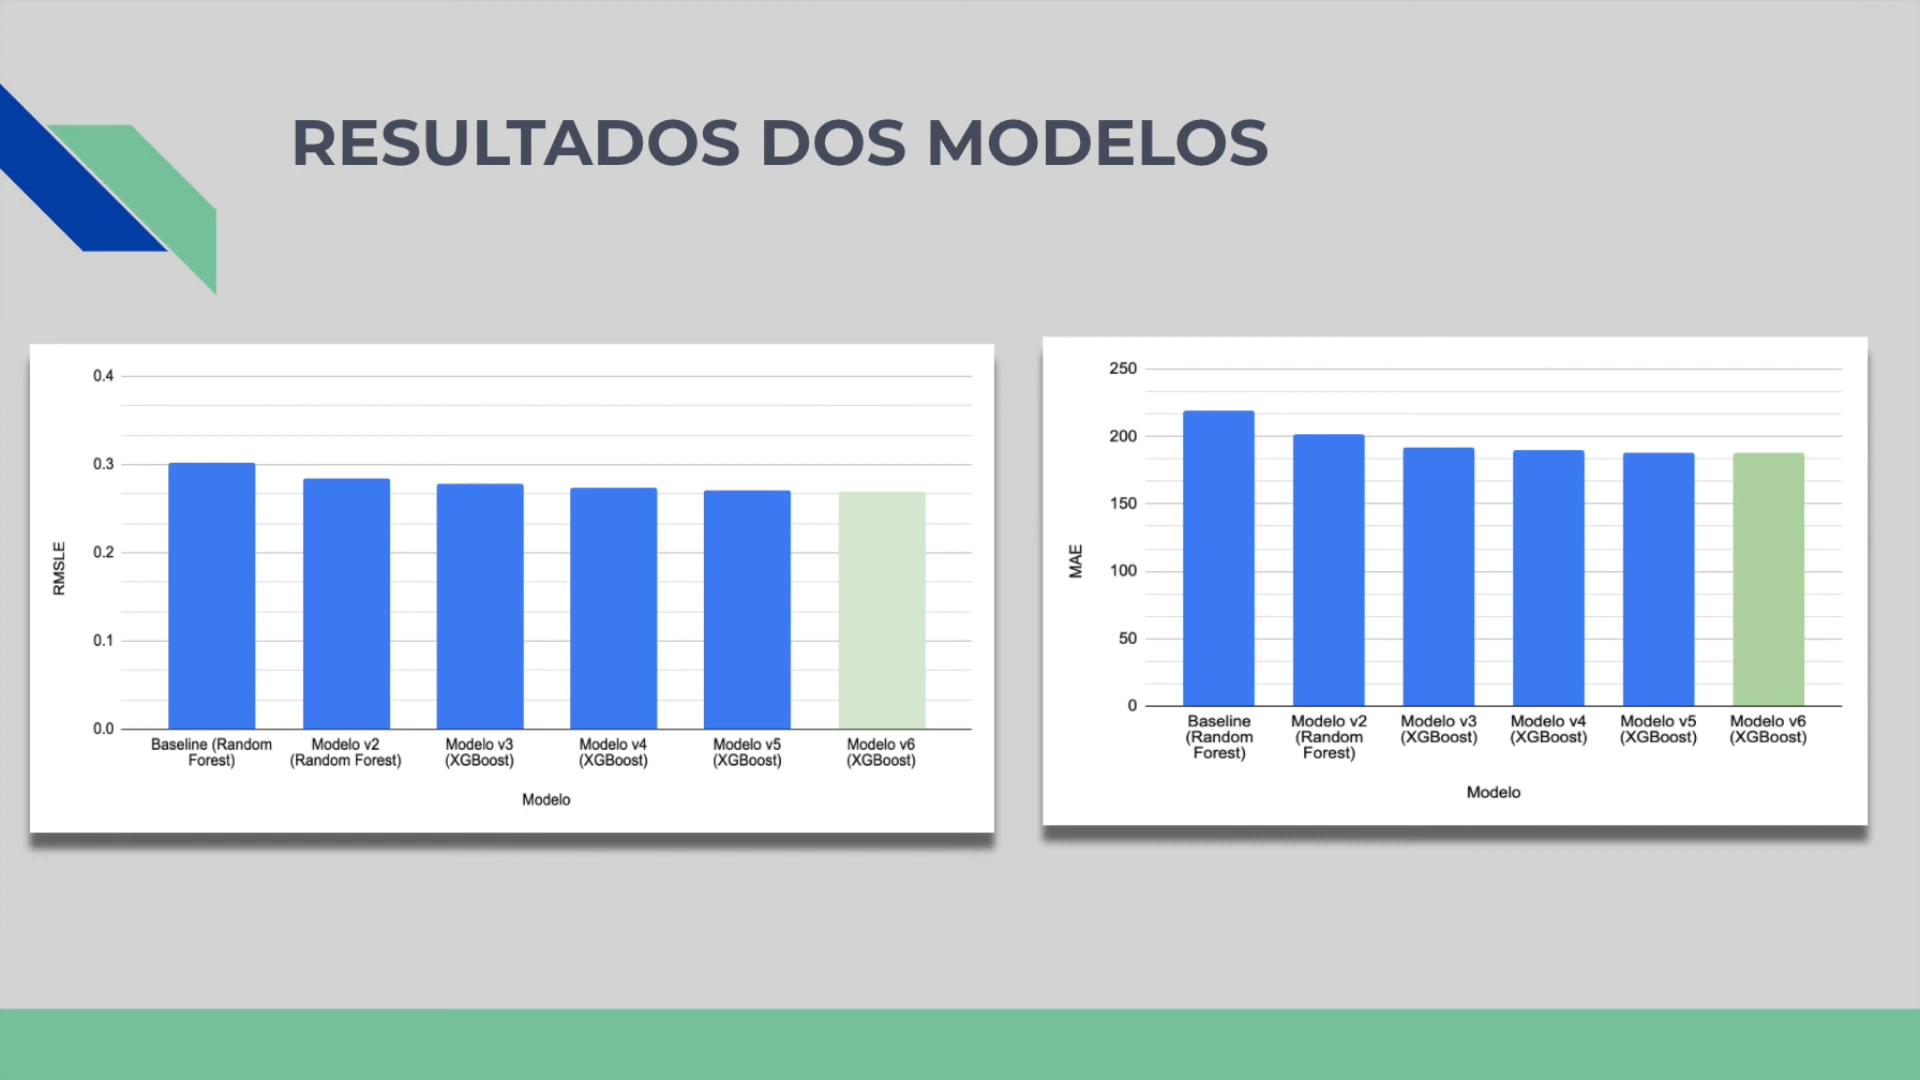 RESULTADOS DOS MODELOS
0.4
0.3
0.2
0.1
0.0
RMSLE
Baseline (Random
Forest)
Modelo v2
(Random Forest)
Modelo v3
(XGBoost)
Modelo v4
(XGBoost)
Modelo v5
(XGBoost)
Modelo v6
(XGBoost)
Modelo
250
200
150
100
50
0
MAE
Baseline
(Random
Forest)
Modelo v2
(Random
Forest)
Modelo v3
(XGBoost)
Modelo v4
(XGBoost)
Modelo v5
(XGBoost)
Modelo v6
(XGBoost)
Modelo